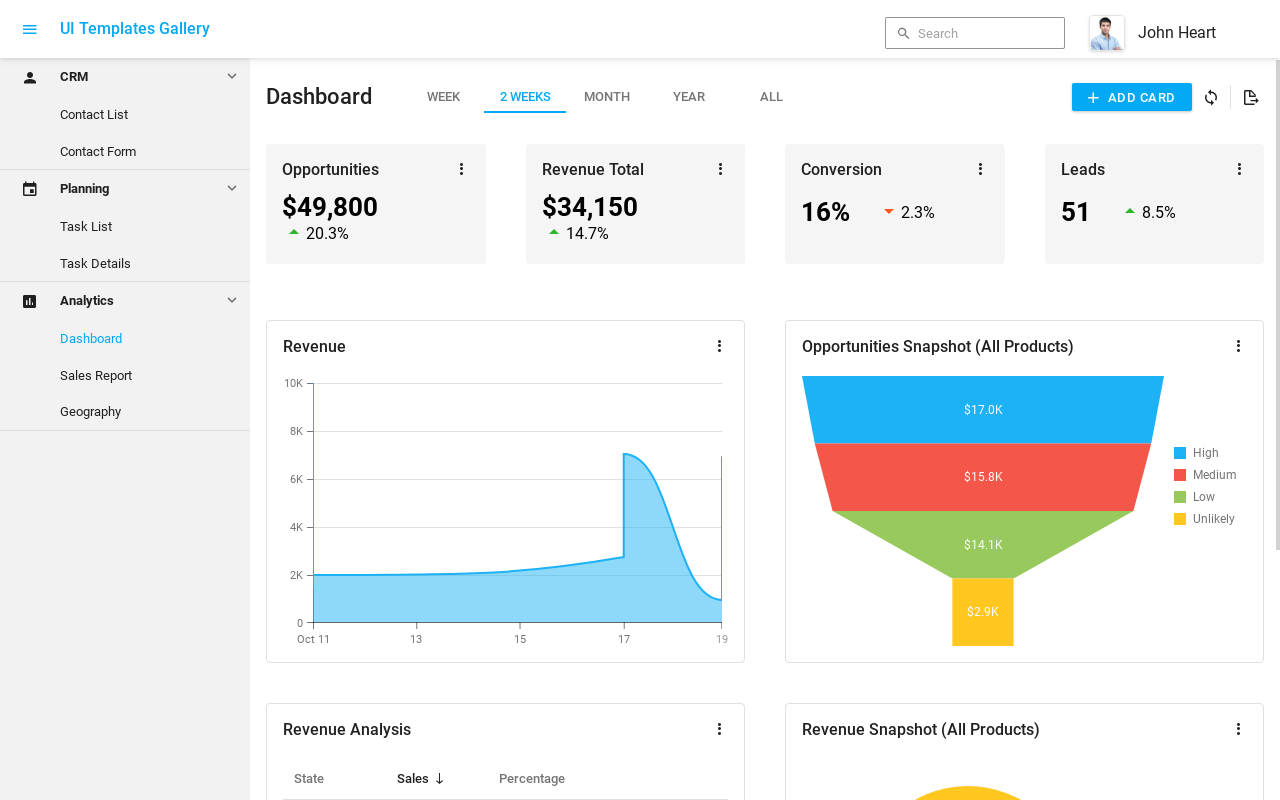 UI Templates Gallery
Search
John Heart
CRM
Contact List
Contact Form
Planning
Task List
Task Details
Analytics
Dashboard
Sales Report
Geography
Dashboard
WEEK
2 WEEKS
MONTH
YEAR
ALL
ADD CARD
Opportunities
$49,800
20.3%
Revenue Total
$34,150
14.7%
Conversion
16%
2.3%
Leads
51
8.5%
Revenue
10K
8K
6K
4K
2K
0
Oct 11
13
15
17
19
Opportunities Snapshot (All Products)
$17.0K
$15.8K
$14.1K
$2.9K
High
Medium
Low
Unlikely
Revenue Analysis
State
Sales
Percentage
Revenue Snapshot (All Products)